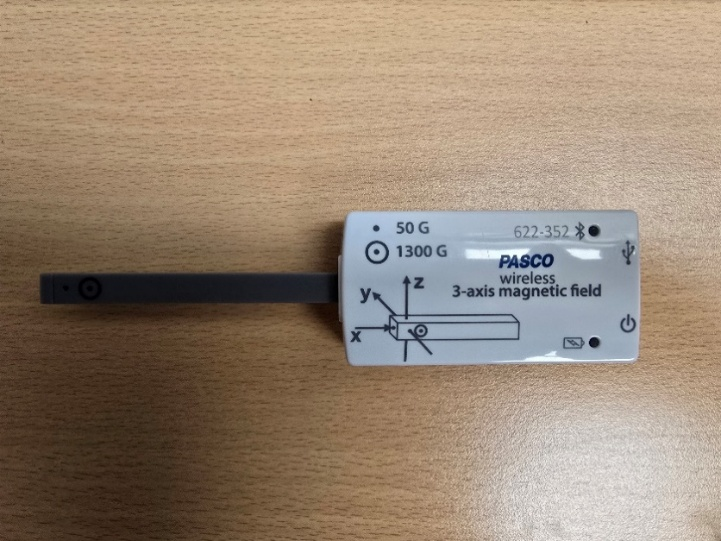 50 G
622-352
1300 G
PASCO
wireless
3-axis magnetic field
z
y
x